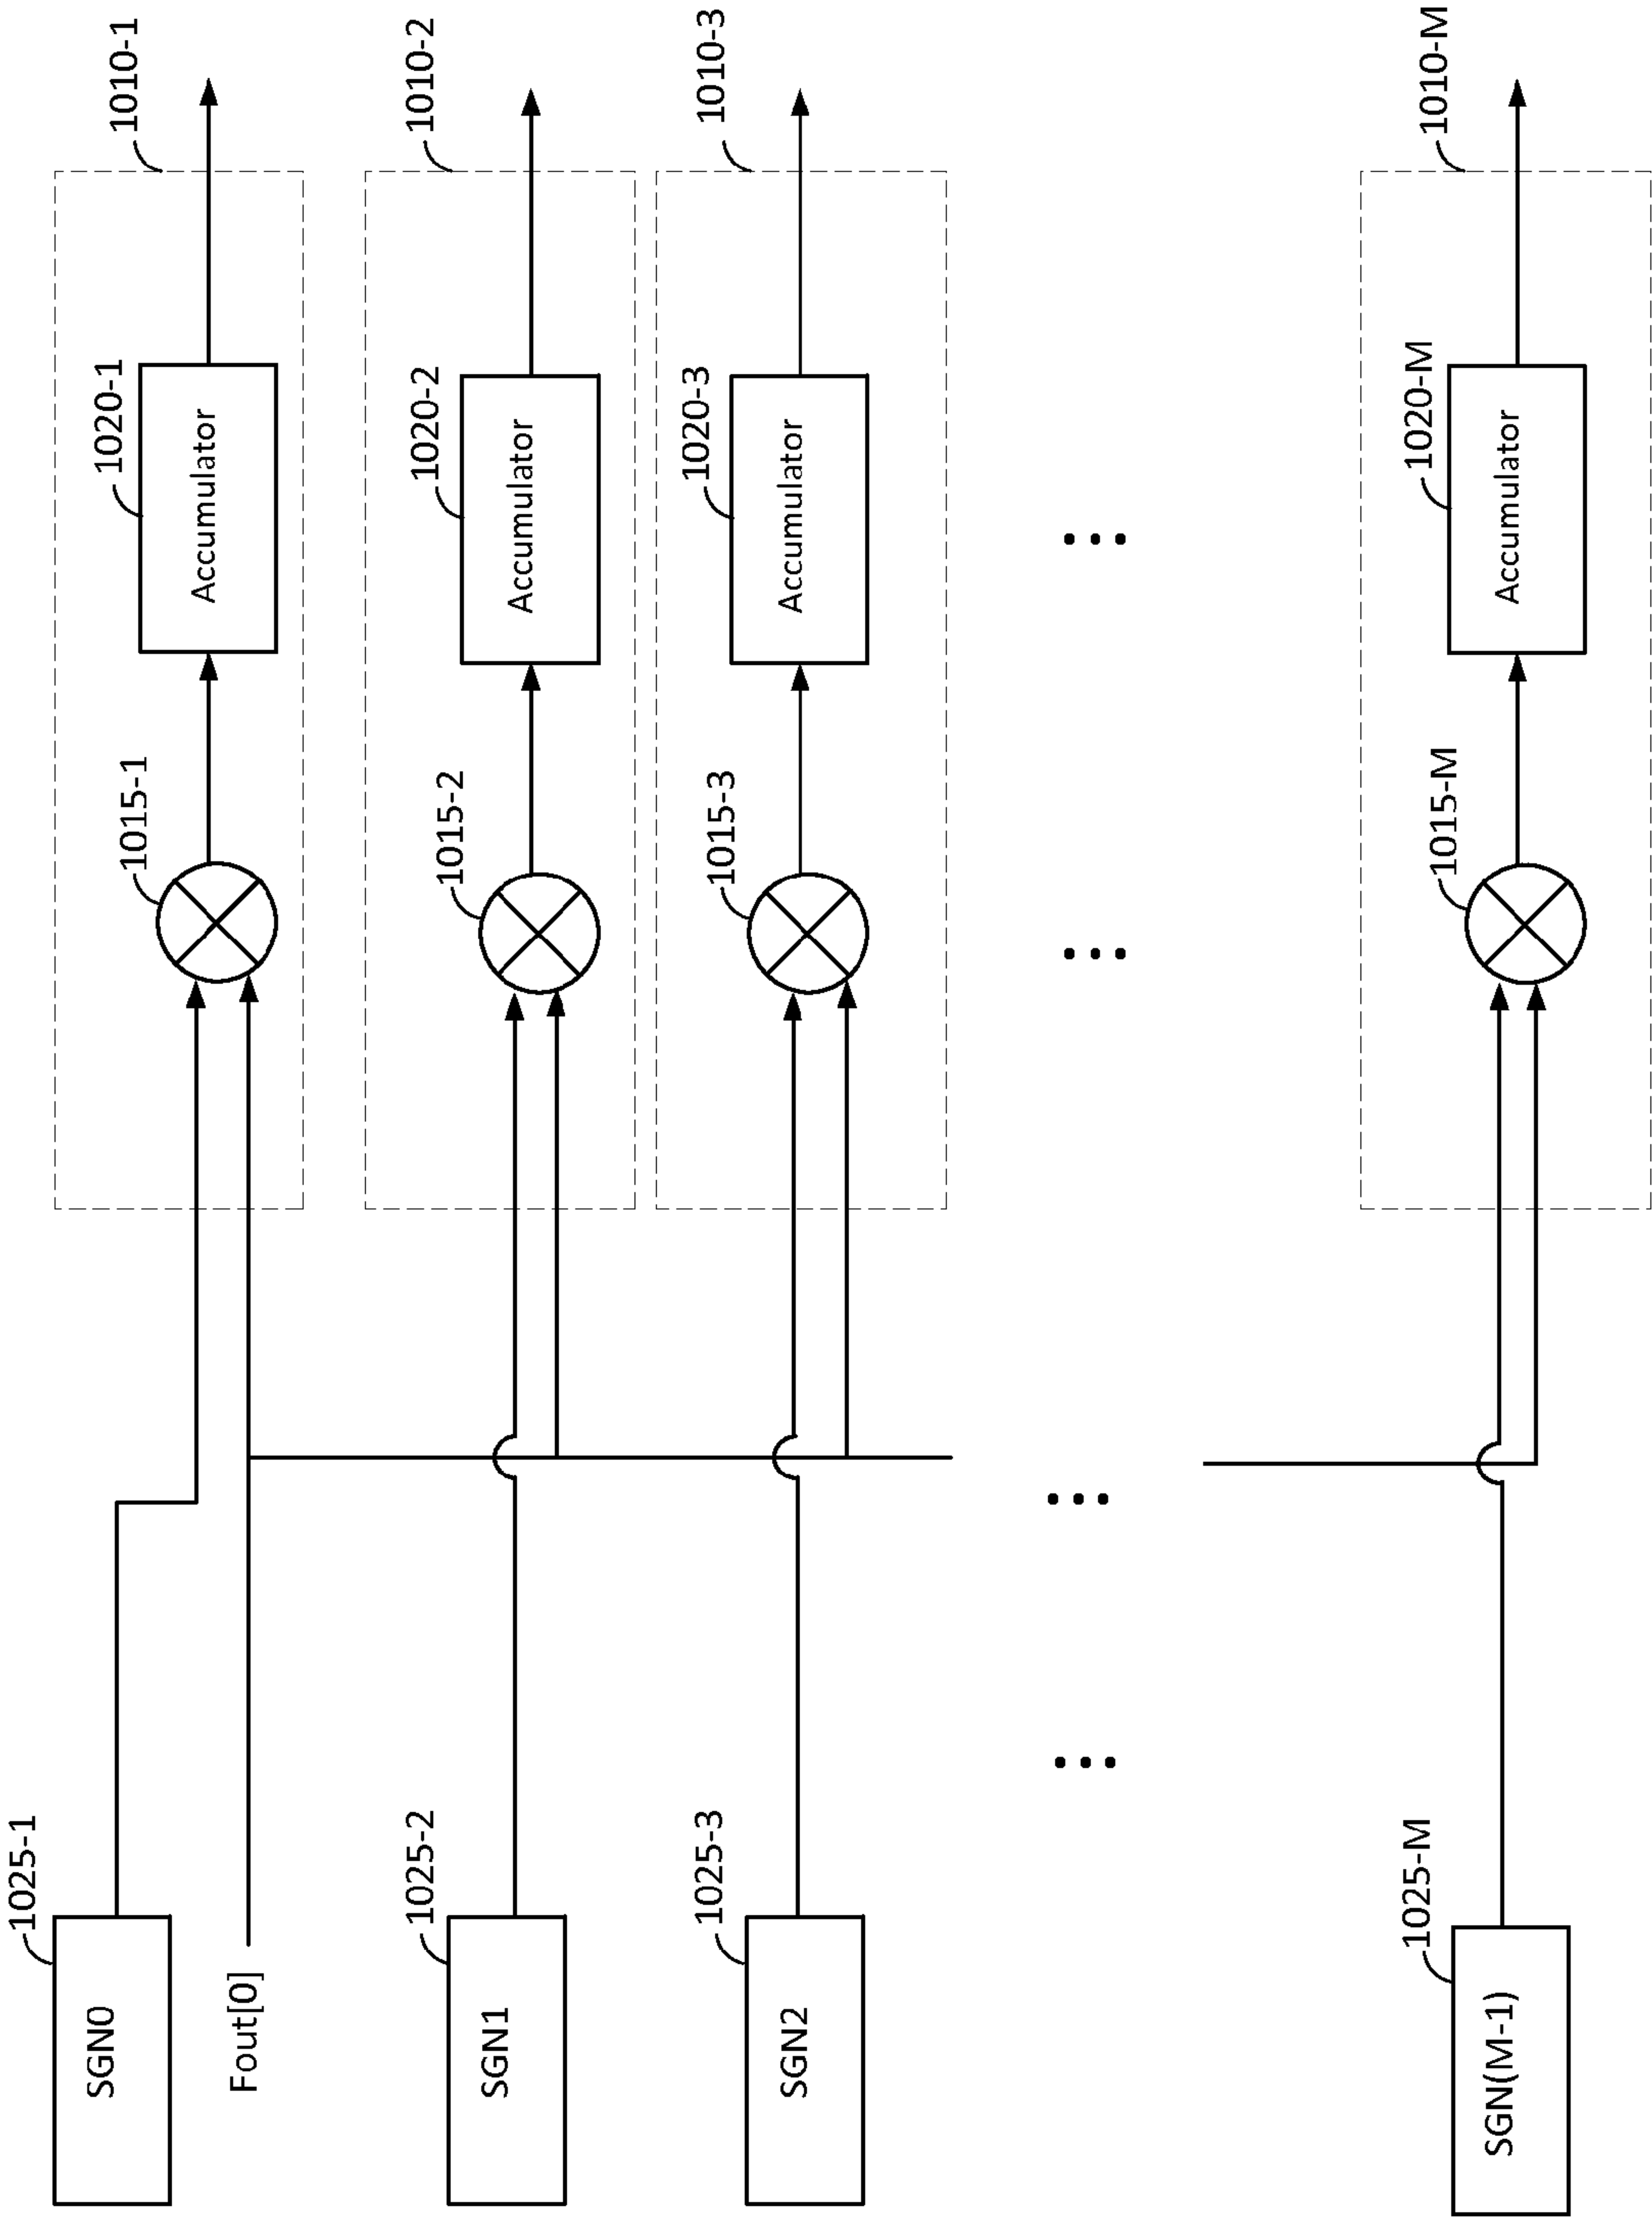 1025-1
SGN0
Fout[0]
1015-1
1020-1
Accumulator
1010-1
1025-2
SGN1
1015-2
1020-2
Accumulator
1010-2
1025-3
SGN2
1015-3
1020-3
Accumulator
1010-3
...
...
...
...
1025-M
SGN(M-1)
1015-M
1020-M
Accumulator
1010-M